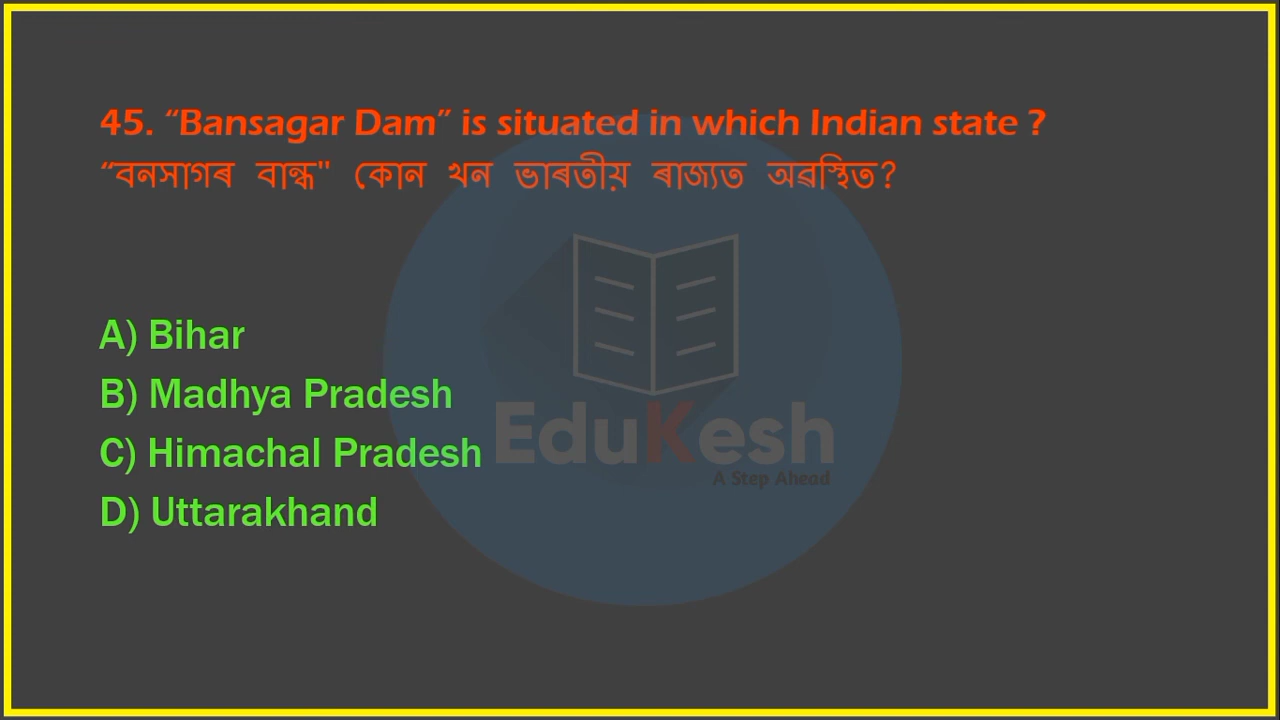 45. “Bansagar Dam” is situated in which Indian state ?
“বনসাগৰ বান্ধ" কোন খন ভাৰতীয় ৰাজ্যত অৱস্থিত?
A) Bihar
B) Madhya Pradesh
C) Himachal Pradesh
D) Uttarakhand
EduKesh
A Step Ahead